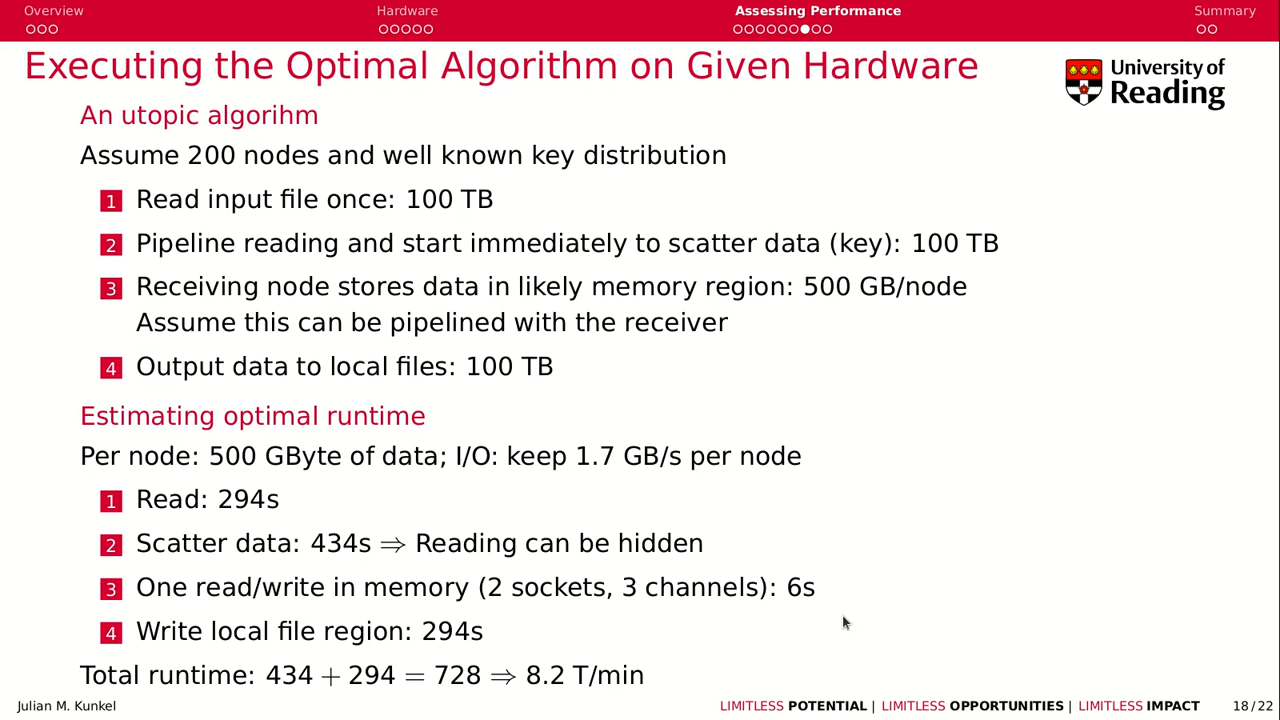 Overview Hardware Assessing Performance Summary
Executing the Optimal Algorithm on Given Hardware
University of
Reading
An utopic algorihm
Assume 200 nodes and well known key distribution
1 Read input file once: 100 TB
2 Pipeline reading and start immediately to scatter data (key): 100 TB
3 Receiving node stores data in likely memory region: 500 GB/node
Assume this can be pipelined with the receiver
4 Output data to local files: 100 TB
Estimating optimal runtime
Per node: 500 GByte of data; I/O: keep 1.7 GB/s per node
1 Read: 294s
2 Scatter data: 434s ⇒ Reading can be hidden
3 One read/write in memory (2 sockets, 3 channels): 6s
4 Write local file region: 294s
Total runtime: 434 + 294 = 728 ⇒ 8.2 T/min
Julian M. Kunkel LIMITLESS POTENTIAL | LIMITLESS OPPORTUNITIES | LIMITLESS IMPACT 18/22